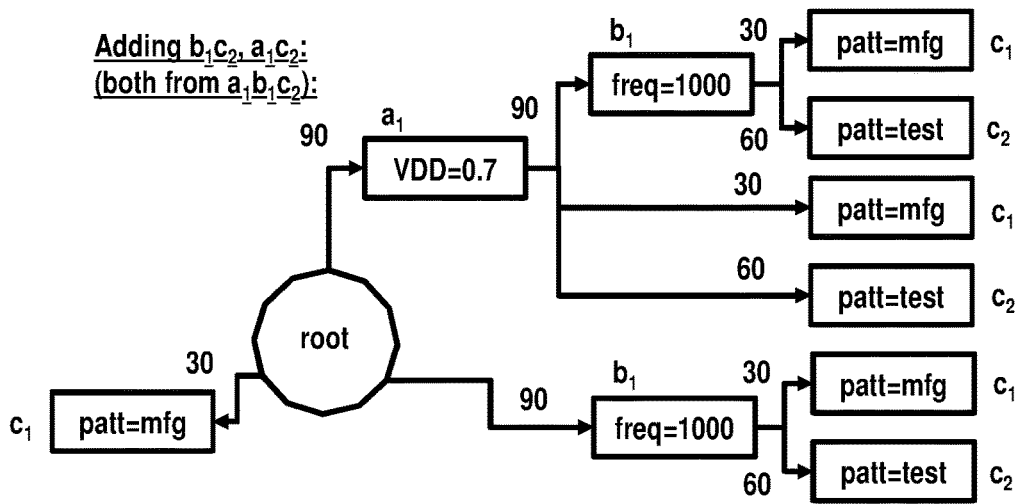 Adding b₁c₂, a₁c₂:
(both from a₁b₁c₂):
90
a₁
VDD=0.7
90
b₁
freq=1000
30
patt=mfg
c₁
60
patt=test
c₂
30
patt=mfg
c₁
60
patt=test
c₂
root
30
c₁
patt=mfg
90
b₁
freq=1000
30
patt=mfg
c₁
60
patt=test
c₂